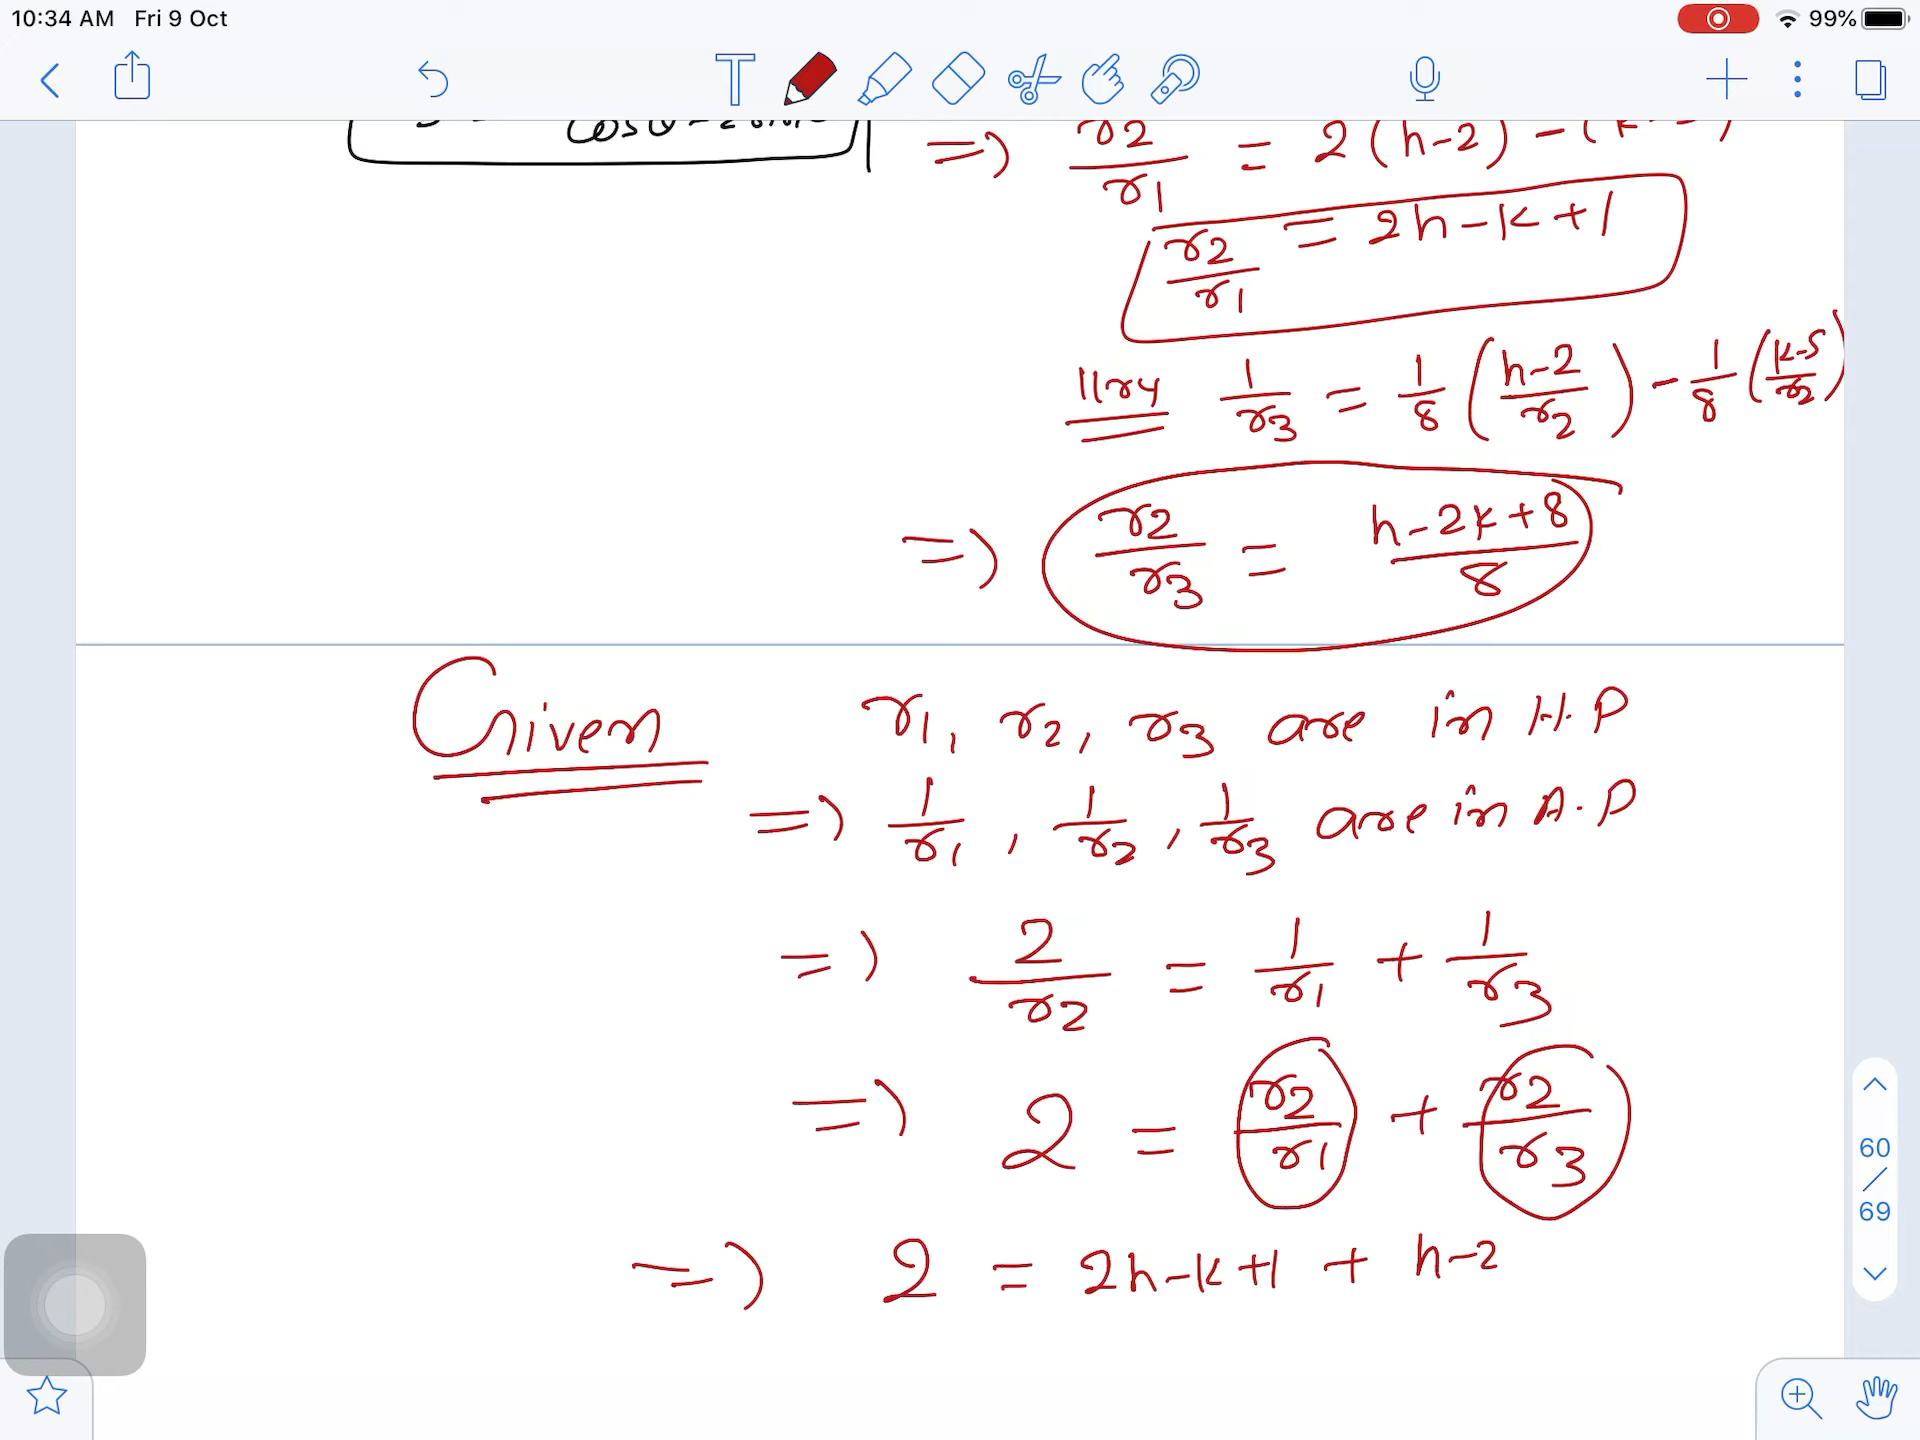 10:34 AM Fri 9 Oct 99%
T
cosθ
=> r2/r1 = 2(h-2) - (k
r2/r1 = 2h-k+1
lllry 1/r3 = 1/8 (h-2/r2) - 1/8 (k-5/r2)
=> r2/r3 = h-2k+8/8
Given r1, r2, r3 are in H.P
=> 1/r1, 1/r2, 1/r3 are in A.P
=> 2/r2 = 1/r1 + 1/r3
=> 2 = r2/r1 + r2/r3
=> 2 = 2h-k+1 + h-2
60
/
69